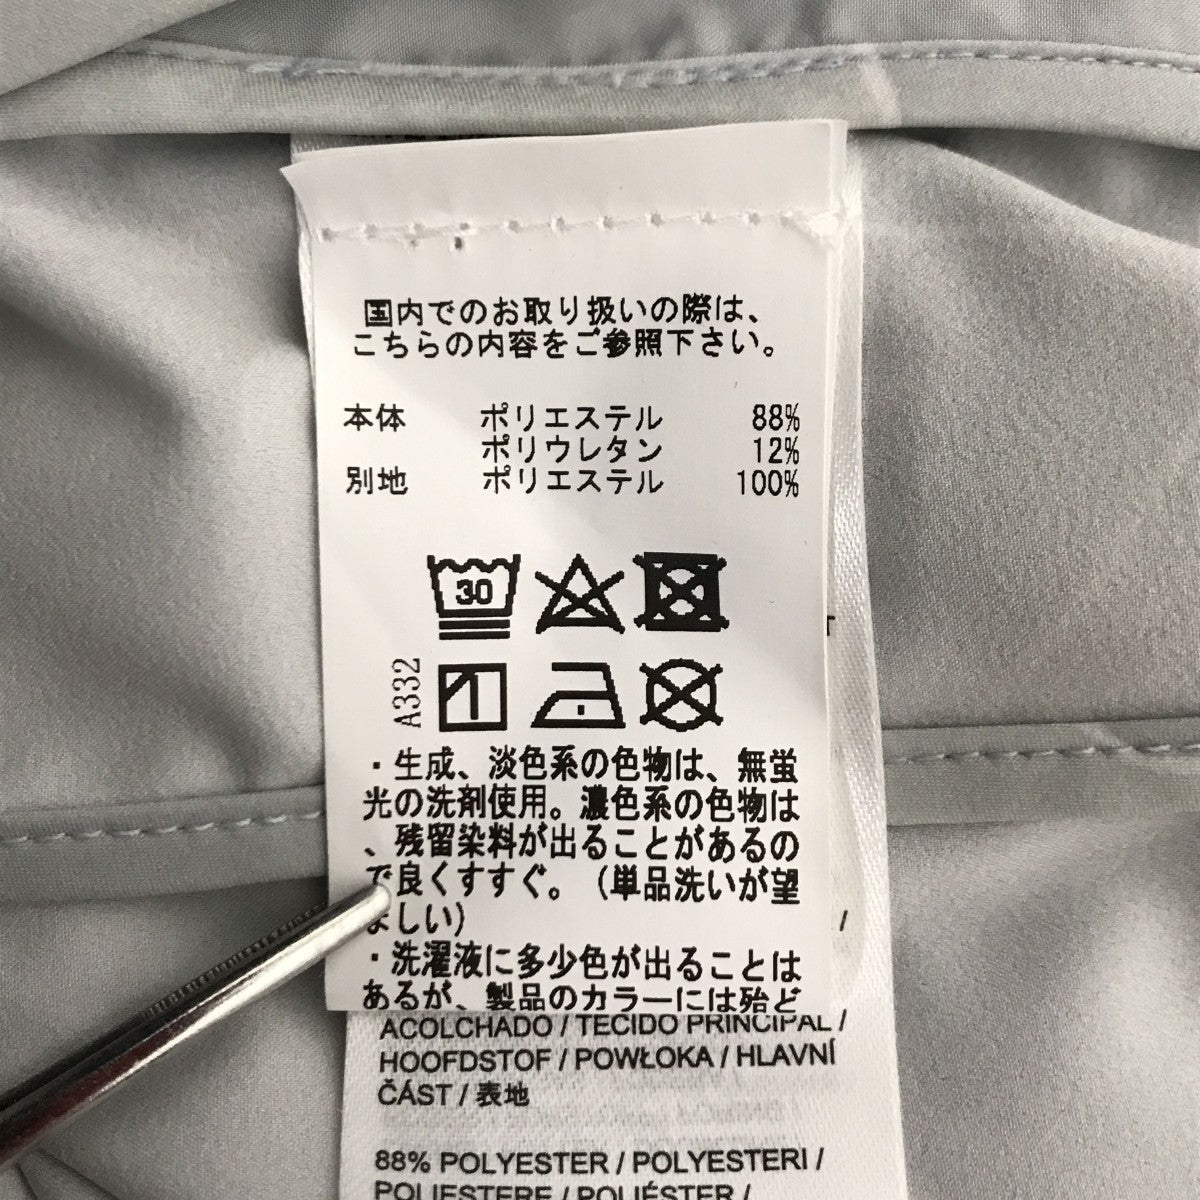 国内でのお取り扱いの際は、
こちらの内容をご参照下さい。
本体 ポリエステル 88%
ポリウレタン 12%
別地 ポリエステル 100%
30
A332
・生成、淡色系の色物は、無蛍
光の洗剤使用。濃色系の色物は
、残留染料が出ることがあるの
で良くすすぐ。（単品洗いが望
ましい）
・洗濯液に多少色が出ることは
あるが、製品のカラーには殆ど
ACOLCHADO / TECIDO PRINCIPAL /
HOOFDSTOF / POWŁOKA / HLAVNÍ
ČÁST / 表地
88% POLYESTER / POLYESTERI /
POLIESTERE / POLIÉSTER /